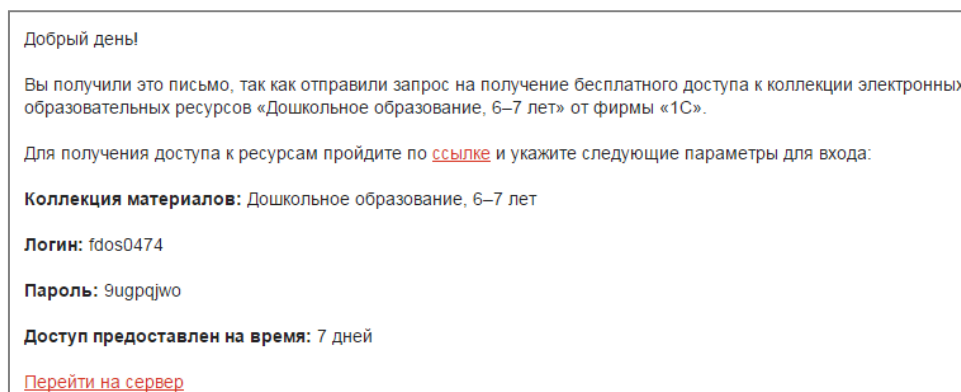 Добрый день!
Вы получили это письмо, так как отправили запрос на получение бесплатного доступа к коллекции электронных
образовательных ресурсов «Дошкольное образование, 6–7 лет» от фирмы «1С».
Для получения доступа к ресурсам пройдите по ссылке и укажите следующие параметры для входа:
Коллекция материалов: Дошкольное образование, 6–7 лет
Логин: fdos0474
Пароль: 9ugpqjwo
Доступ предоставлен на время: 7 дней
Перейти на сервер